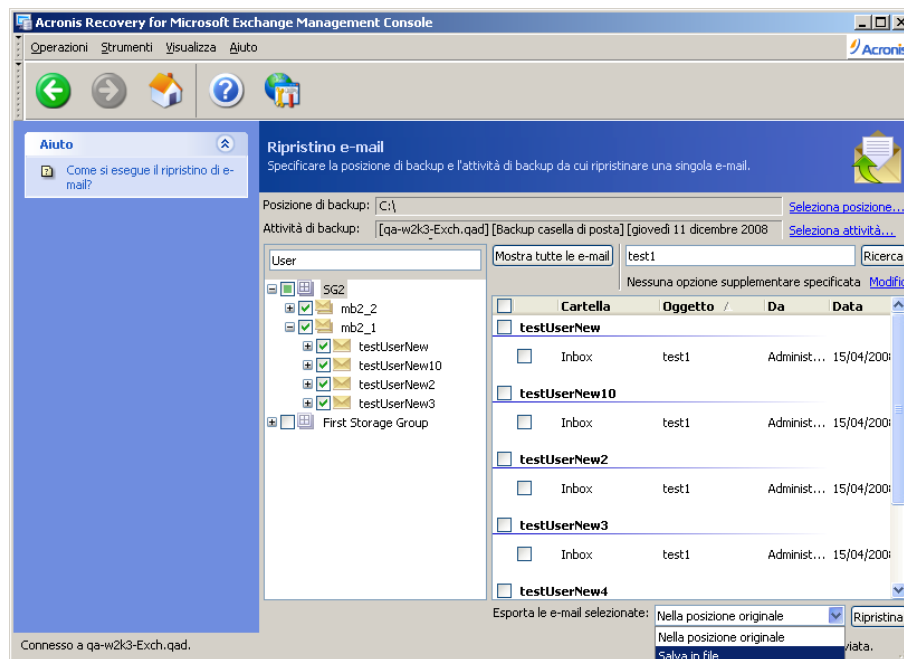 Acronis Recovery for Microsoft Exchange Management Console
Operazioni Strumenti Visualizza Aiuto
Acronis
Aiuto
Come si esegue il ripristino di e-
mail?
Ripristino e-mail
Specificare la posizione di backup e l'attività di backup da cui ripristinare una singola e-mail.
Posizione di backup: C:\ Seleziona posizione...
Attività di backup: [qa-w2k3-Exch.qad] [Backup casella di posta] [giovedì 11 dicembre 2008 Seleziona attività...
User
SG2
mb2_2
mb2_1
testUserNew
testUserNew10
testUserNew2
testUserNew3
First Storage Group
Mostra tutte le e-mail test1 Ricerca
Nessuna opzione supplementare specificata Modific
Cartella Oggetto Da Data
testUserNew
Inbox test1 Administ... 15/04/200
testUserNew10
Inbox test1 Administ... 15/04/200
testUserNew2
Inbox test1 Administ... 15/04/200
testUserNew3
Inbox test1 Administ... 15/04/200
testUserNew4
Esporta le e-mail selezionate: Nella posizione originale Ripristina
Nella posizione originale
Salva in file
viata.
Connesso a qa-w2k3-Exch.qad.